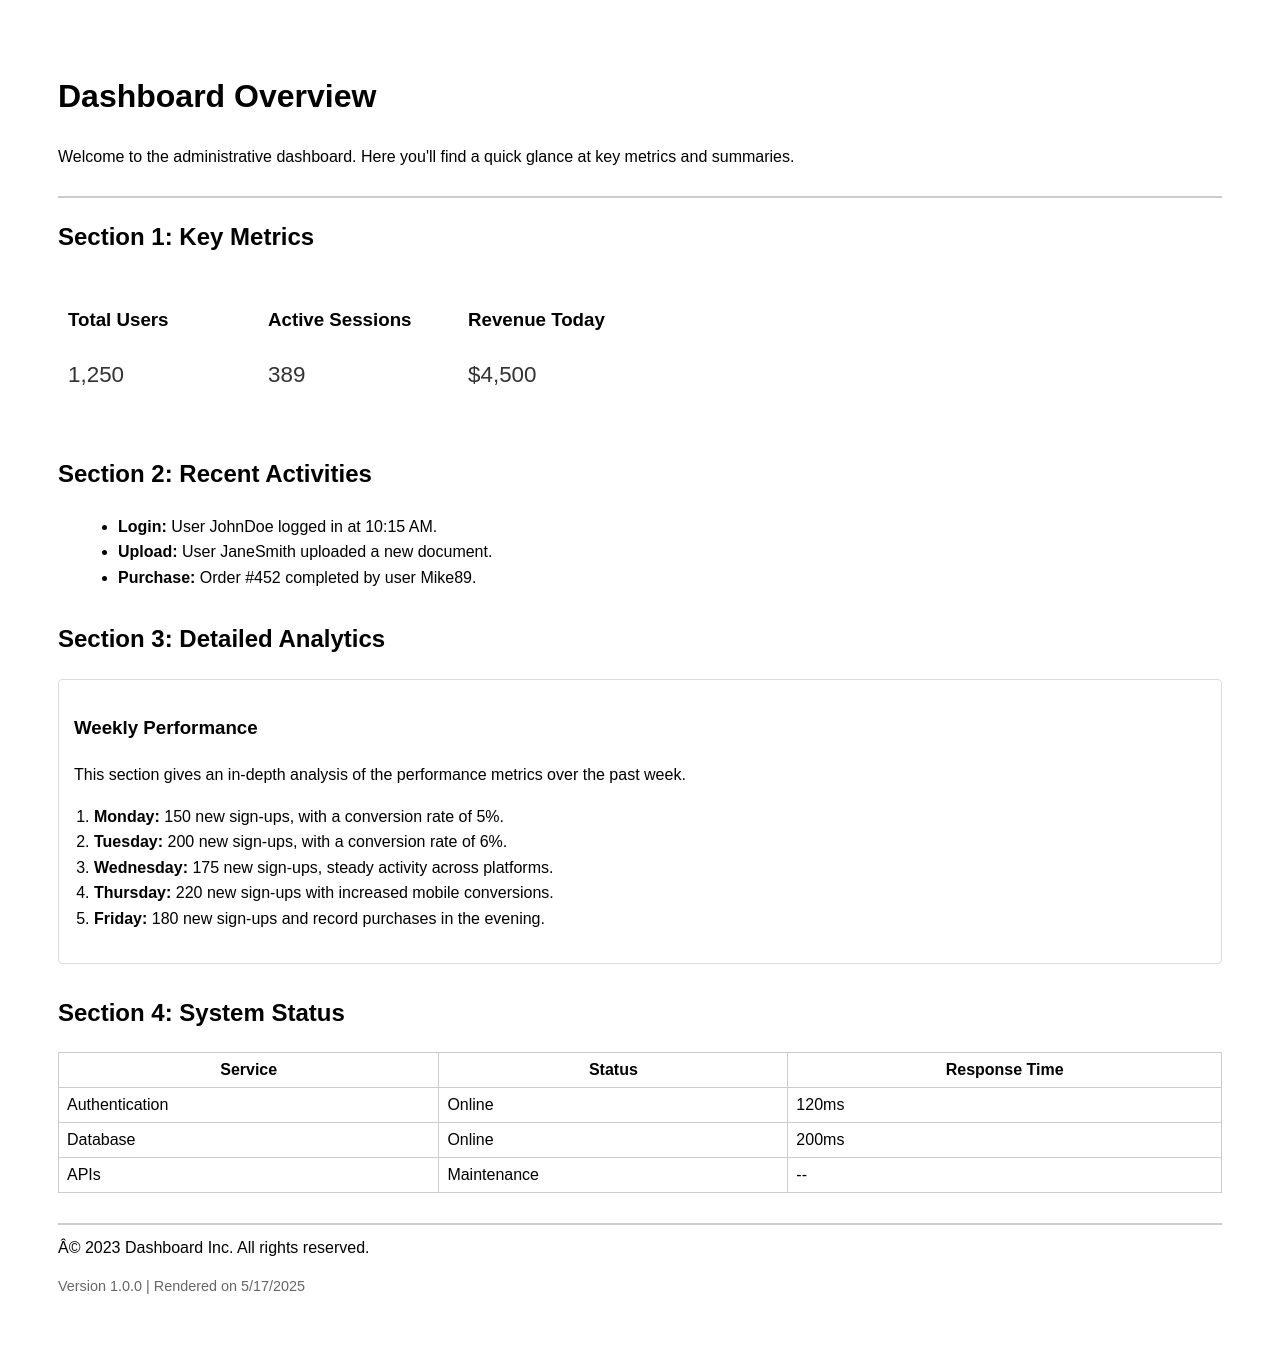 Dashboard Overview
Welcome to the administrative dashboard. Here you'll find a quick glance at key metrics and summaries.
Section 1: Key Metrics
Total Users
1,250
Active Sessions
389
Revenue Today
$4,500
Section 2: Recent Activities
• Login: User JohnDoe logged in at 10:15 AM.
• Upload: User JaneSmith uploaded a new document.
• Purchase: Order #452 completed by user Mike89.
Section 3: Detailed Analytics
Weekly Performance
This section gives an in-depth analysis of the performance metrics over the past week.
1. Monday: 150 new sign-ups, with a conversion rate of 5%.
2. Tuesday: 200 new sign-ups, with a conversion rate of 6%.
3. Wednesday: 175 new sign-ups, steady activity across platforms.
4. Thursday: 220 new sign-ups with increased mobile conversions.
5. Friday: 180 new sign-ups and record purchases in the evening.
Section 4: System Status
Service Status Response Time
Authentication Online 120ms
Database Online 200ms
APIs Maintenance --
Â© 2023 Dashboard Inc. All rights reserved.
Version 1.0.0 | Rendered on 5/17/2025